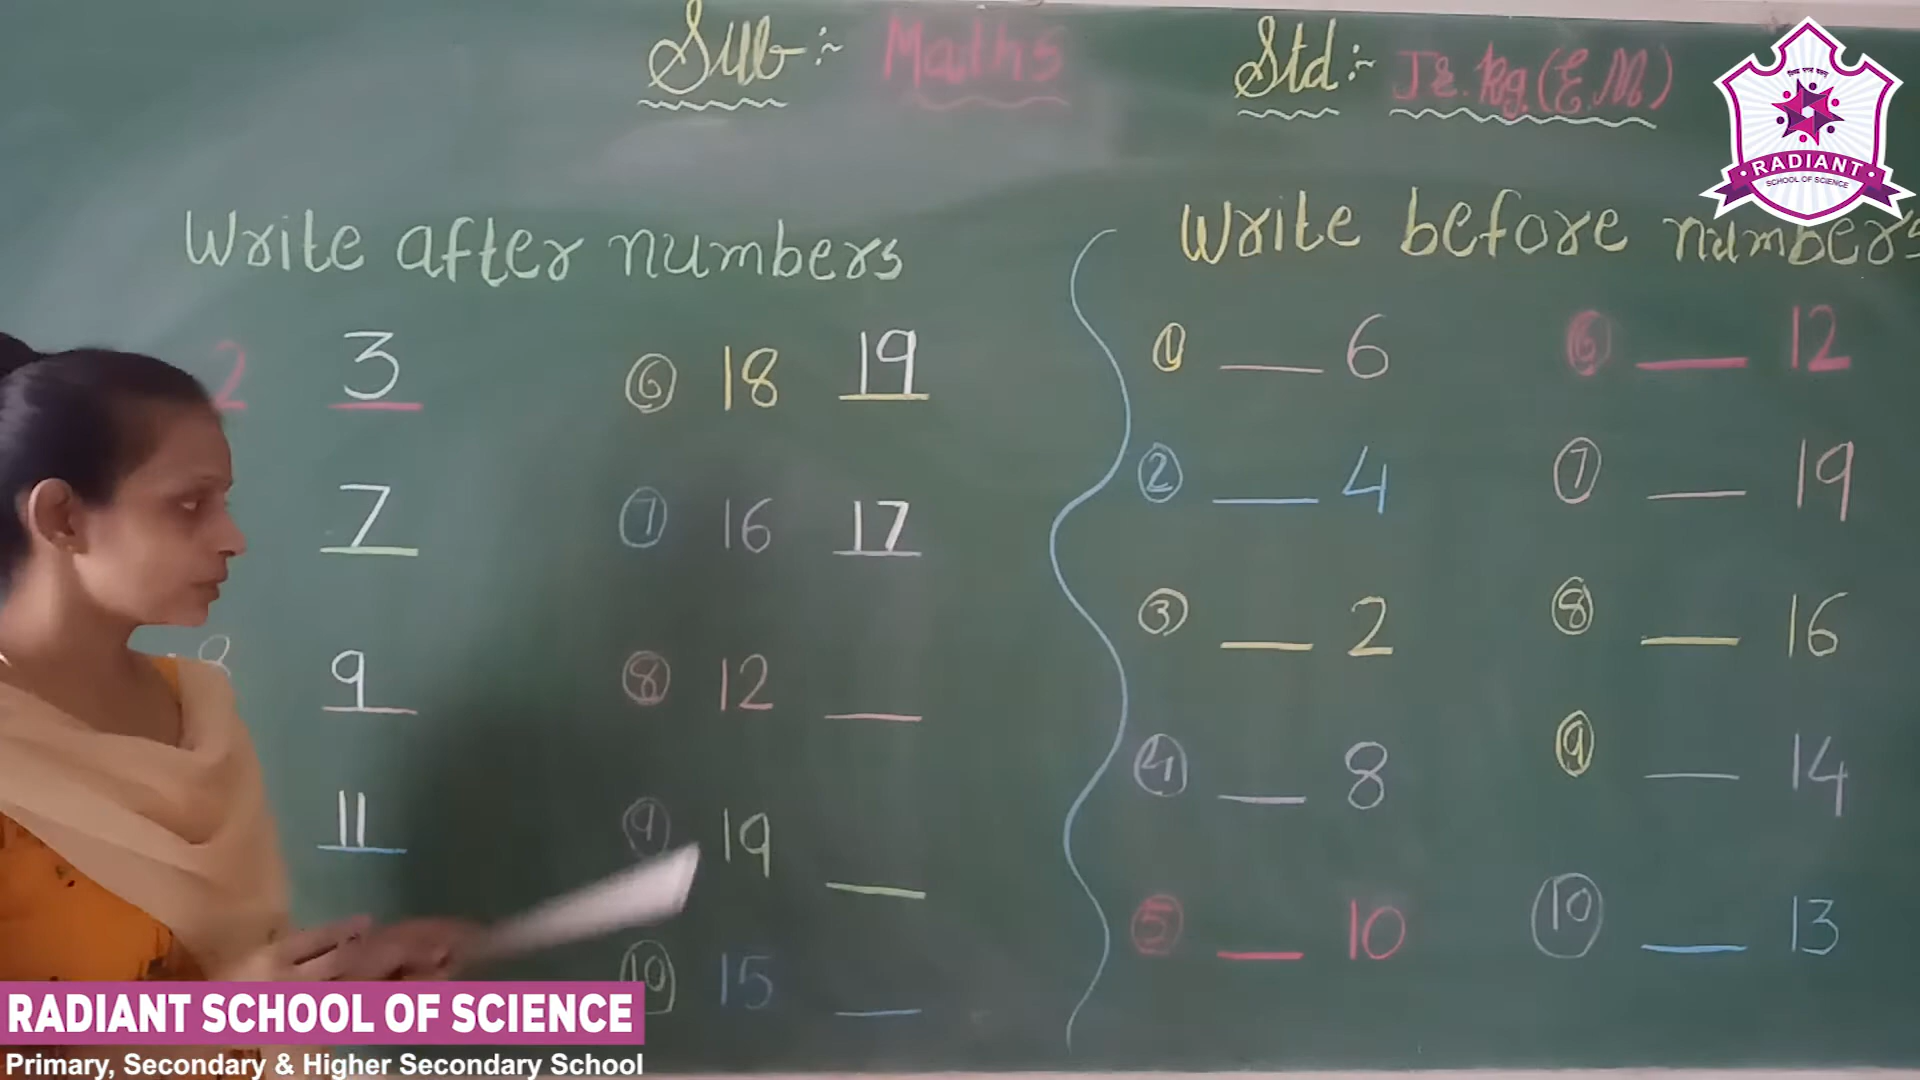 Sub:- Maths Std:- Jr. kg. (E.M)
RADIANT
SCHOOL OF SCIENCE
Write after numbers
2 3
7
8 9
11
⑥ 18 19
⑦ 16 17
⑧ 12 __
⑨ 19 __
⑩ 15 __
Write before numbers
① __ 6
② __ 4
③ __ 2
④ __ 8
⑤ __ 10
⑥ __ 12
⑦ __ 19
⑧ __ 16
⑨ __ 14
⑩ __ 13
RADIANT SCHOOL OF SCIENCE
Primary, Secondary & Higher Secondary School